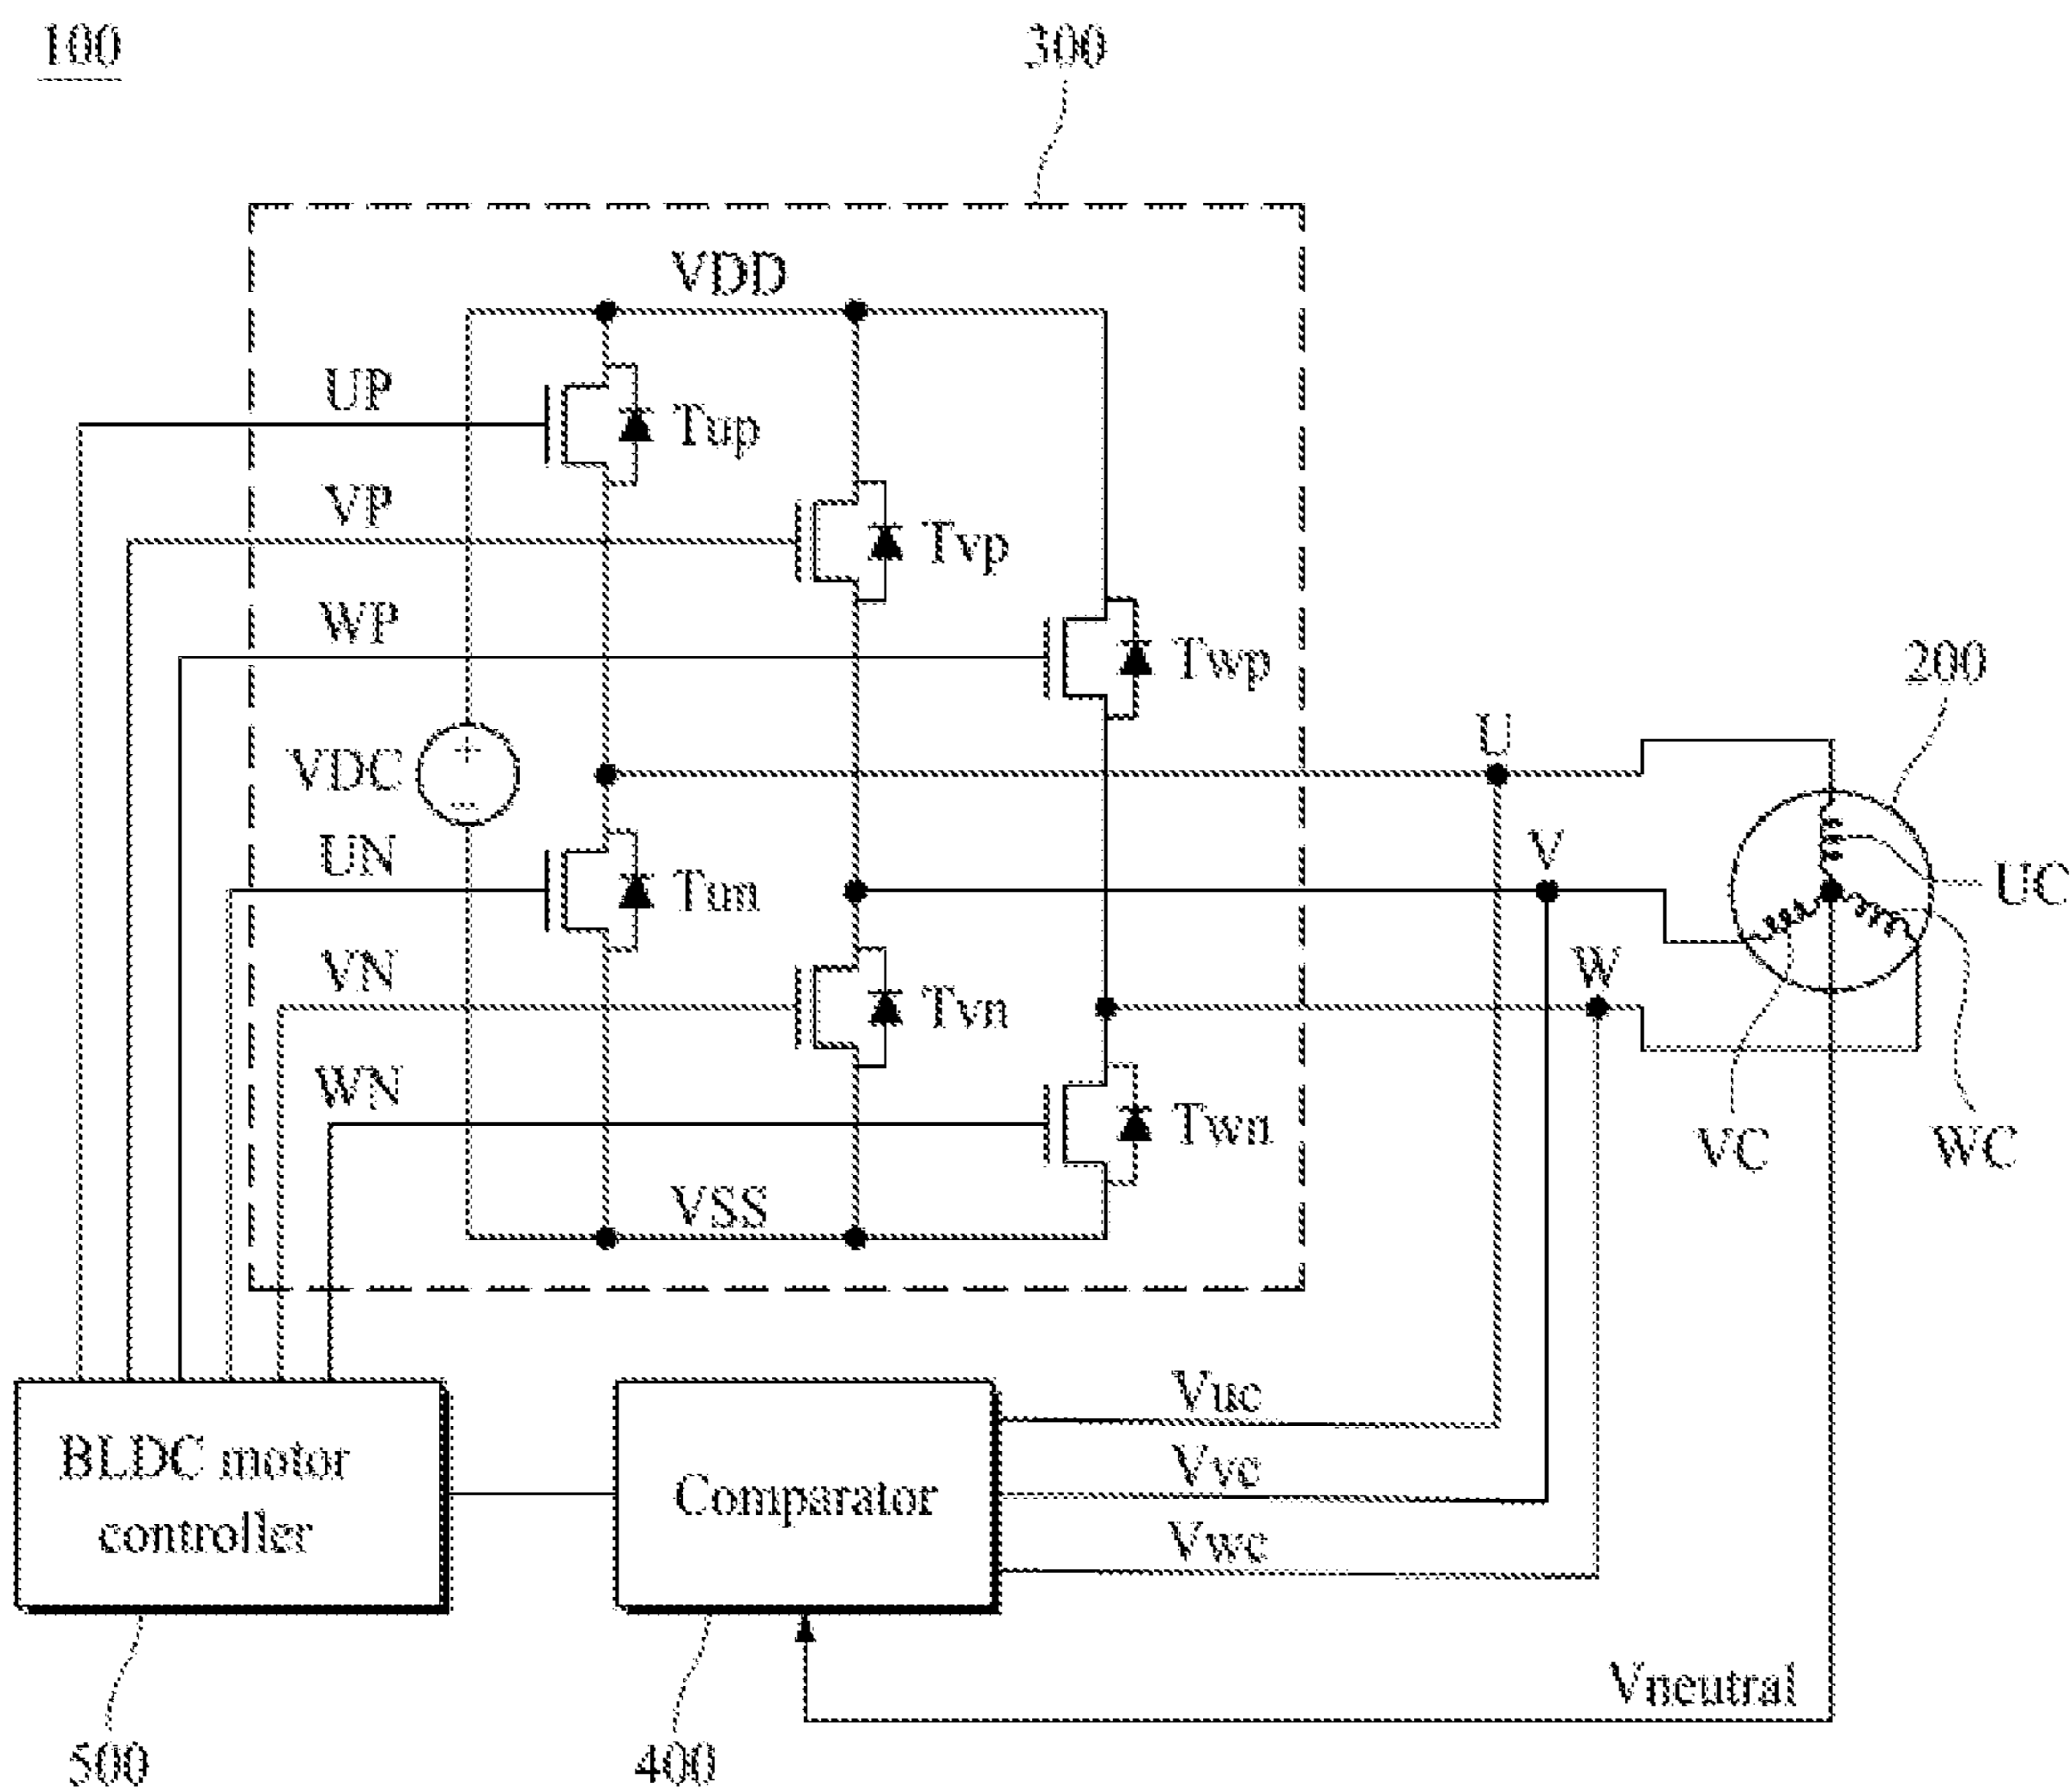 100
300
VDD
UP
Tup
VP
Tvp
WP
Twp
200
U
VDC
+
−
V
UN
Tun
UC
VN
Tvn
W
WN
Twn
VC
WC
VSS
Vuc
BLDC motor
controller
Comparator
Vvc
Vwc
Vneutral
500
400